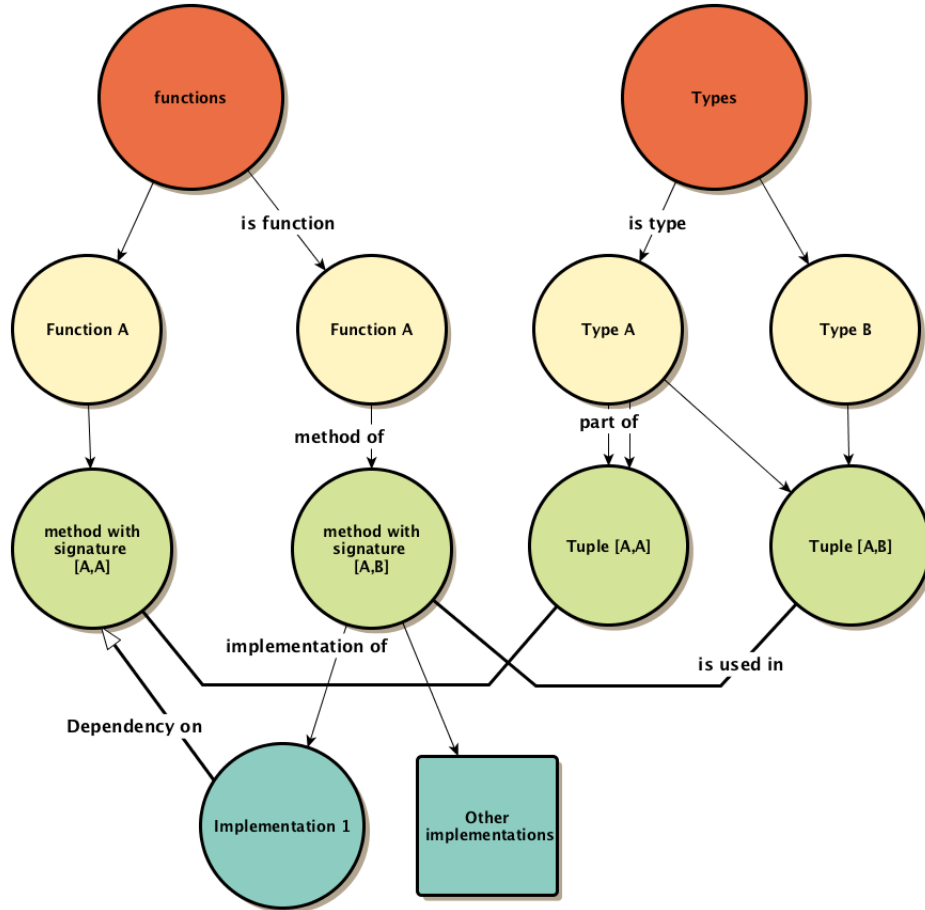 functions
Types
is function
is type
Function A
Function A
Type A
Type B
method of
part of
method with
signature
[A,A]
method with
signature
[A,B]
Tuple [A,A]
Tuple [A,B]
implementation of
is used in
Dependency on
Implementation 1
Other
implementations